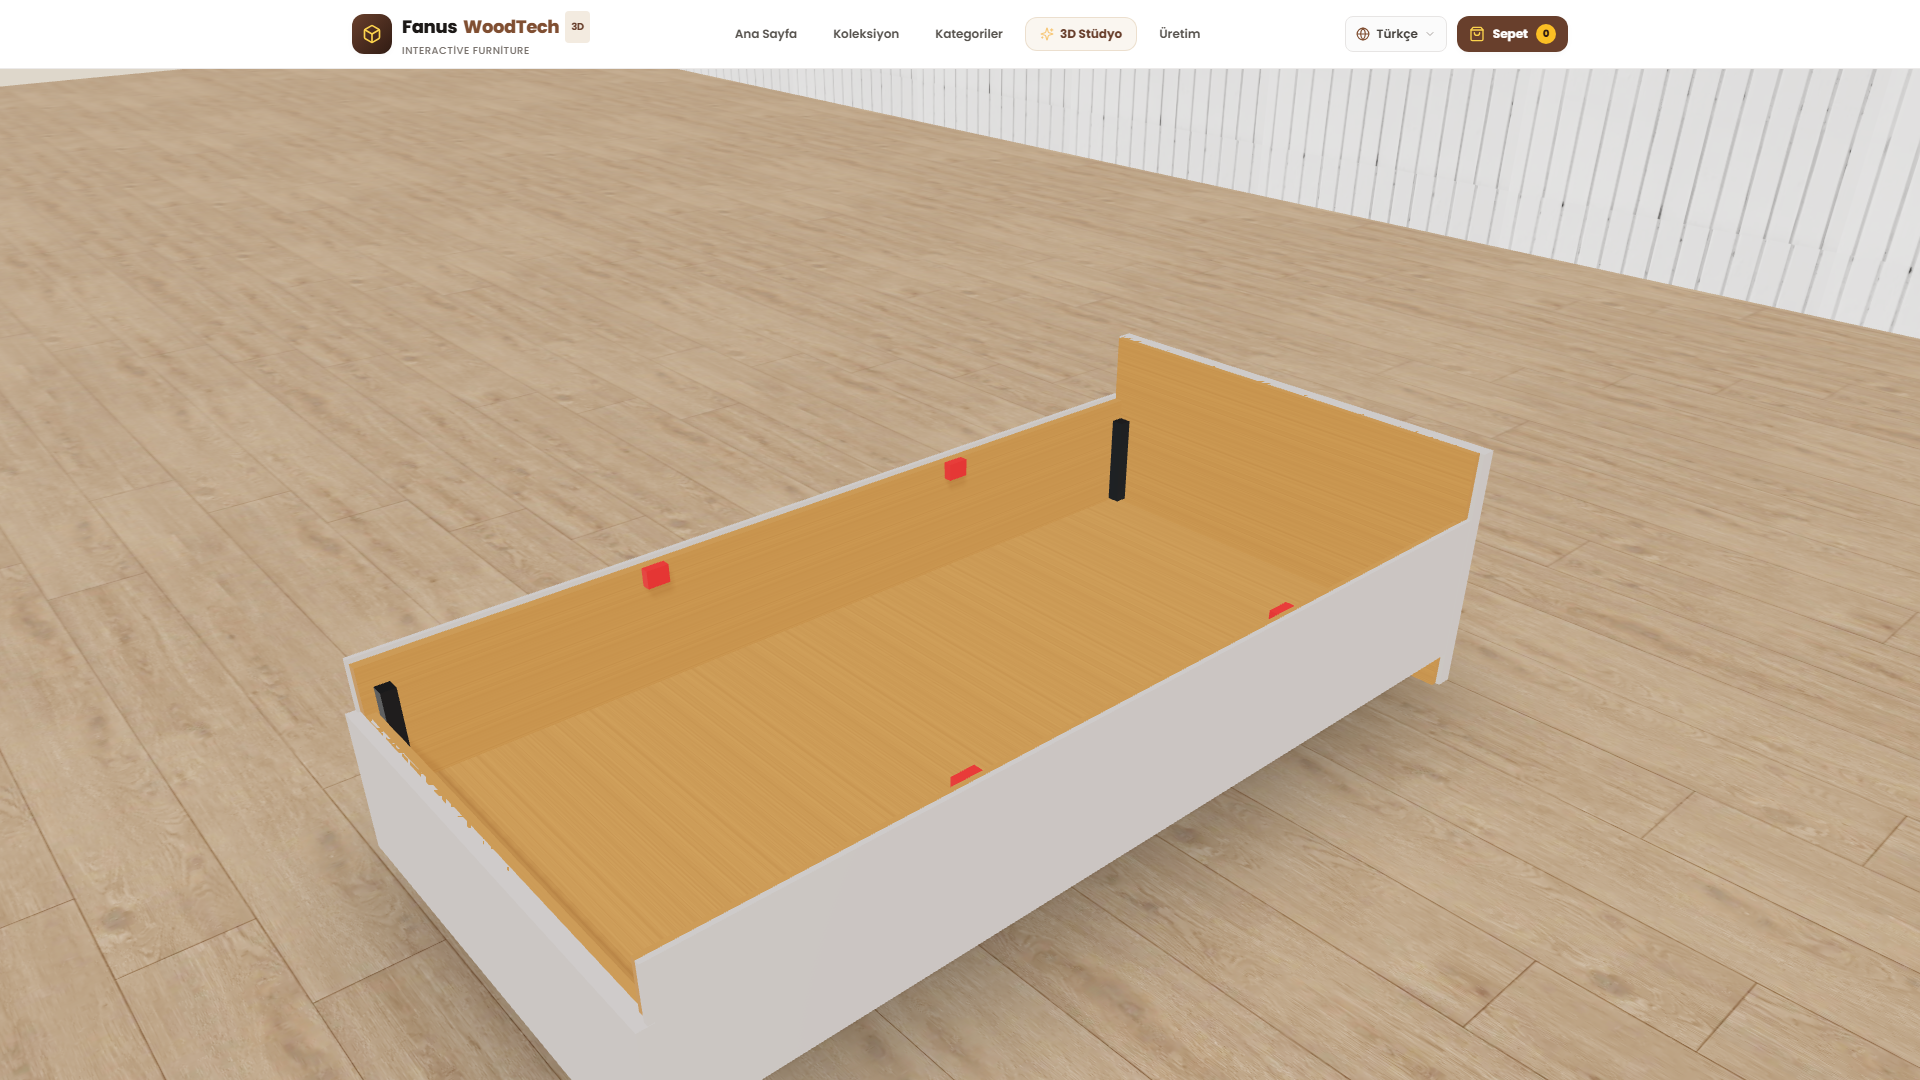 Fanus WoodTech 3D
INTERACTİVE FURNİTURE
Ana Sayfa
Koleksiyon
Kategoriler
3D Stüdyo
Üretim
Türkçe
Sepet 0